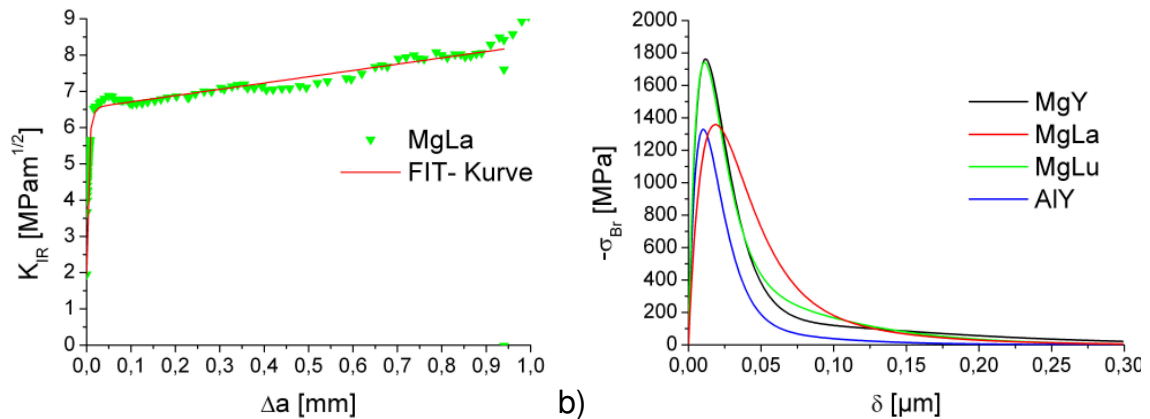 9
8
7
6
5
4
3
2
1
0
K_IR [MPam^1/2]
MgLa
FIT- Kurve
0,0 0,1 0,2 0,3 0,4 0,5 0,6 0,7 0,8 0,9 1,0
Δa [mm]
b)
2000
1800
1600
1400
1200
1000
800
600
400
200
0
-σ_Br [MPa]
MgY
MgLa
MgLu
AlY
0,00 0,05 0,10 0,15 0,20 0,25 0,30
δ [µm]